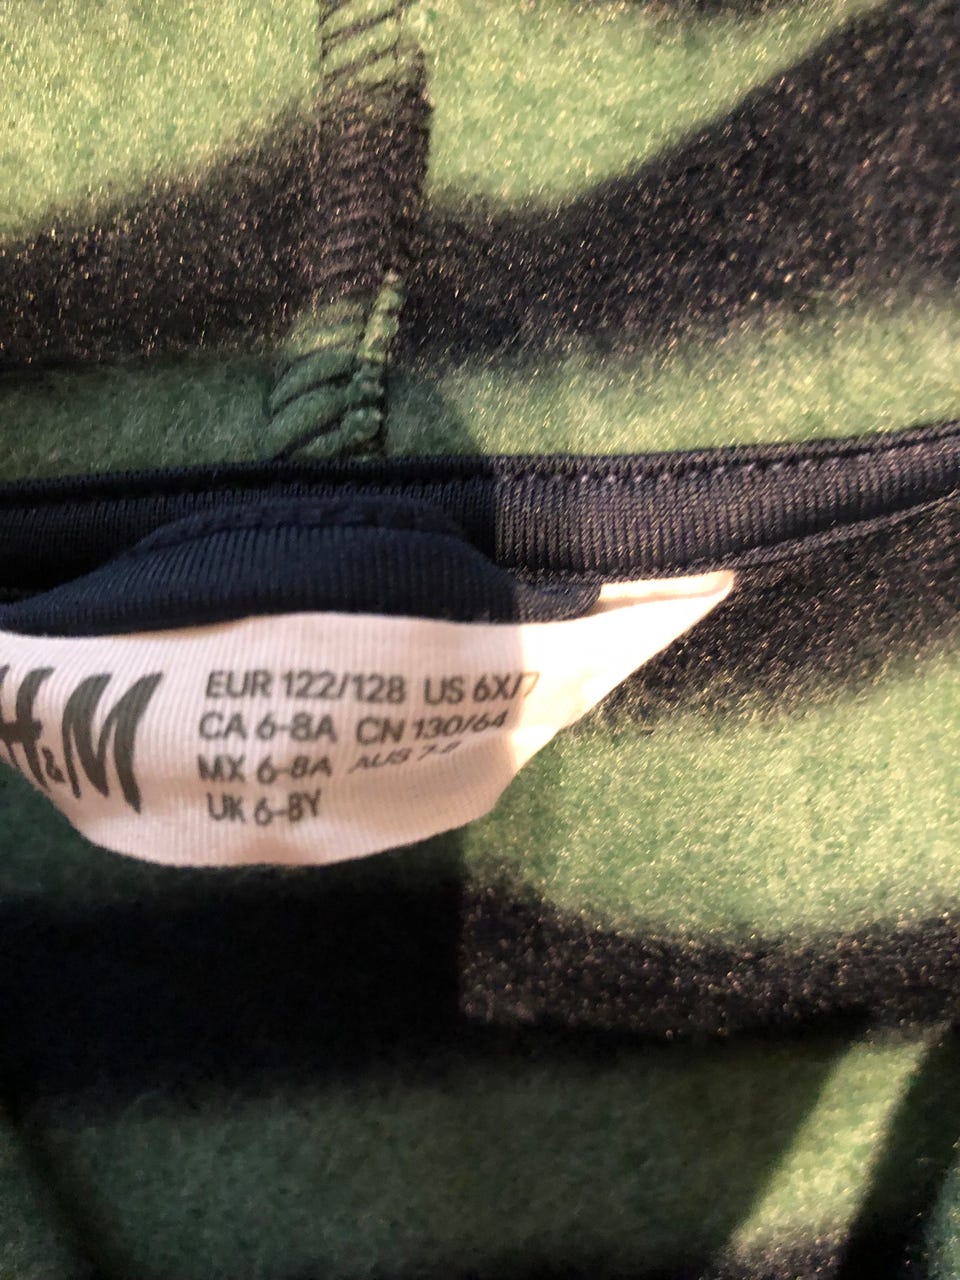 H&M
EUR 122/128 US 6X/7
CA 6-8A CN 130/64
MX 6-8A AUS 7-8
UK 6-8Y